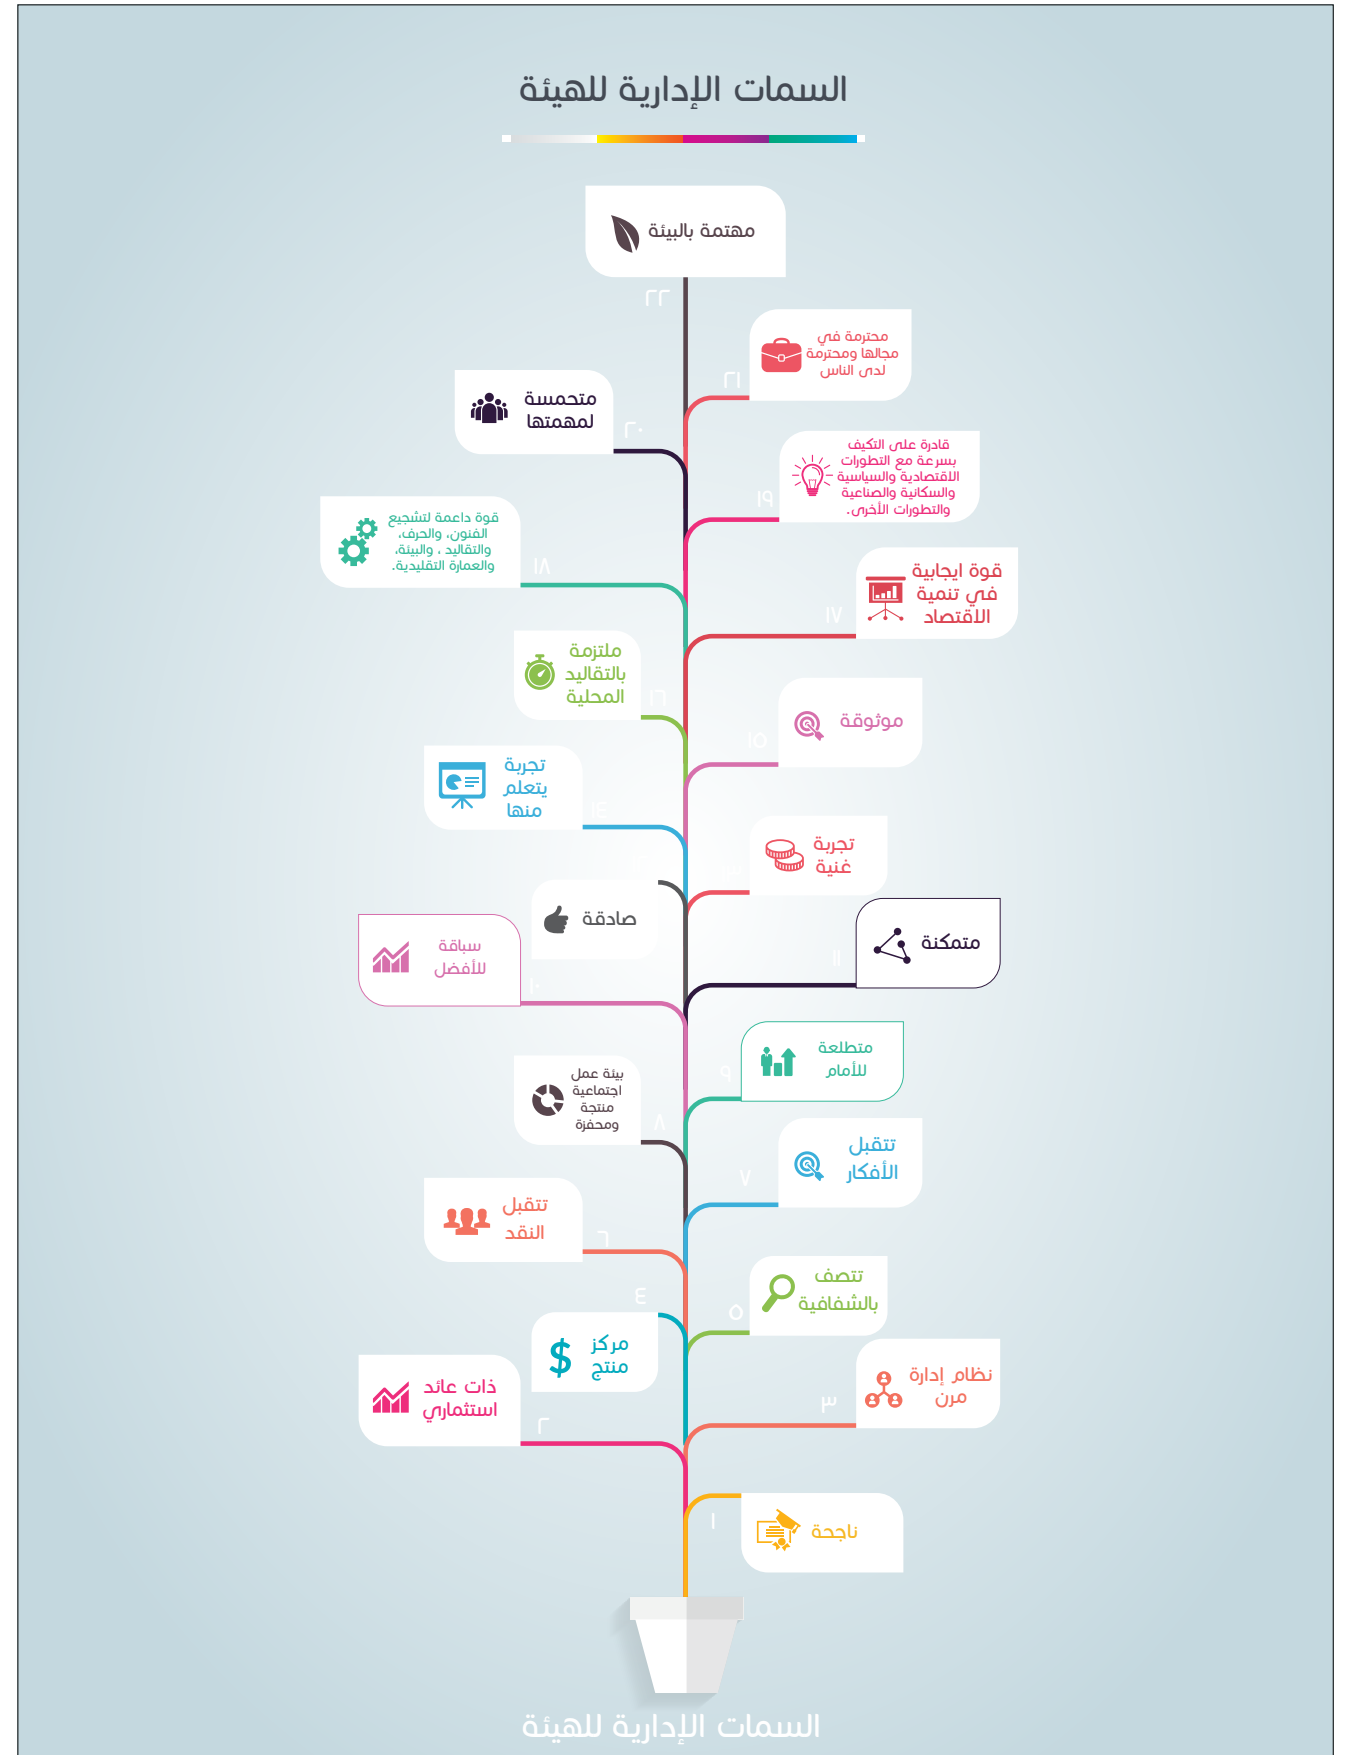 السمات الإدارية للهيئة
مهتمة بالبيئة
٢٢
محترمة في
مجالها ومحترمة
لدى الناس
٢١
متحمسة
لمهمتها
٢٠
قادرة على التكيف
بسرعة مع التطورات
الاقتصادية والسياسية
والسكانية والصناعية
والتطورات الأخرى.
١٩
قوة داعمة لتشجيع
الفنون، والحرف،
والتقاليد ، والبيئة،
والعمارة التقليدية.
١٨
قوة ايجابية
في تنمية
الاقتصاد
١٧
ملتزمة
بالتقاليد
المحلية
١٦
موثوقة
١٥
تجربة
يتعلم
منها
١٤
تجربة
غنية
١٣
صادقة
متمكنة
١١
سباقة
للأفضل
١٠
متطلعة
للأمام
٩
بيئة عمل
اجتماعية
منتجة
ومحفزة
٨
تتقبل
الأفكار
٧
تتقبل
النقد
٦
تتصف
بالشفافية
٥
٤
مركز
منتج
نظام إدارة
مرن
٣
ذات عائد
استثماري
٢
ناجحة
١
السمات الإدارية للهيئة